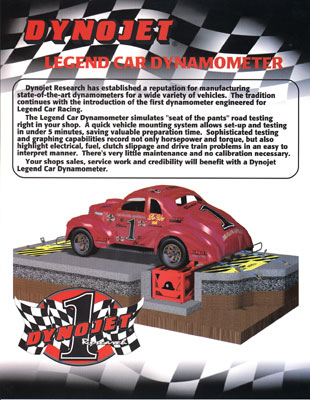 DYNOJET
LEGEND CAR DYNAMOMETER
Dynojet Research has established a reputation for manufacturing
state-of-the-art dynamometers for a wide variety of vehicles. The tradition
continues with the introduction of the first dynamometer engineered for
Legend Car Racing.
The Legend Car Dynamometer simulates "seat of the pants" road testing
right in your shop. A quick vehicle mounting system allows set-up and testing
in under 5 minutes, saving valuable preparation time. Sophisticated testing
and graphing capabilities record not only horsepower and torque, but also
highlight electrical, fuel, clutch slippage and drive train problems in an easy to
interpret manner. There's very little maintenance and no calibration necessary.
Your shops sales, service work and credibility will benefit with a Dynojet
Legend Car Dynamometer.
1
1
1
DYNOJET
Research